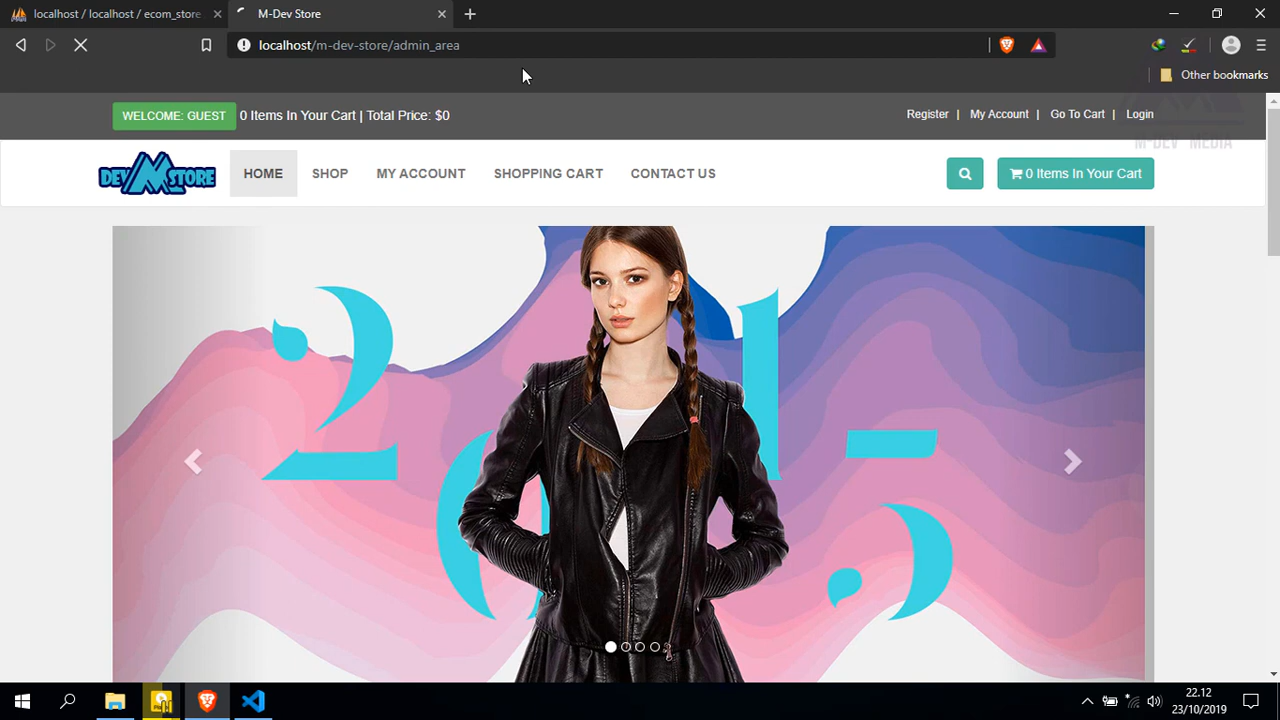 localhost / localhost / ecom_store
M-Dev Store
localhost/m-dev-store/admin_area
Other bookmarks
WELCOME: GUEST
0 Items In Your Cart | Total Price: $0
Register | My Account | Go To Cart | Login
M-DEV MEDIA
DEV M STORE
HOME
SHOP
MY ACCOUNT
SHOPPING CART
CONTACT US
0 Items In Your Cart
22.12
23/10/2019